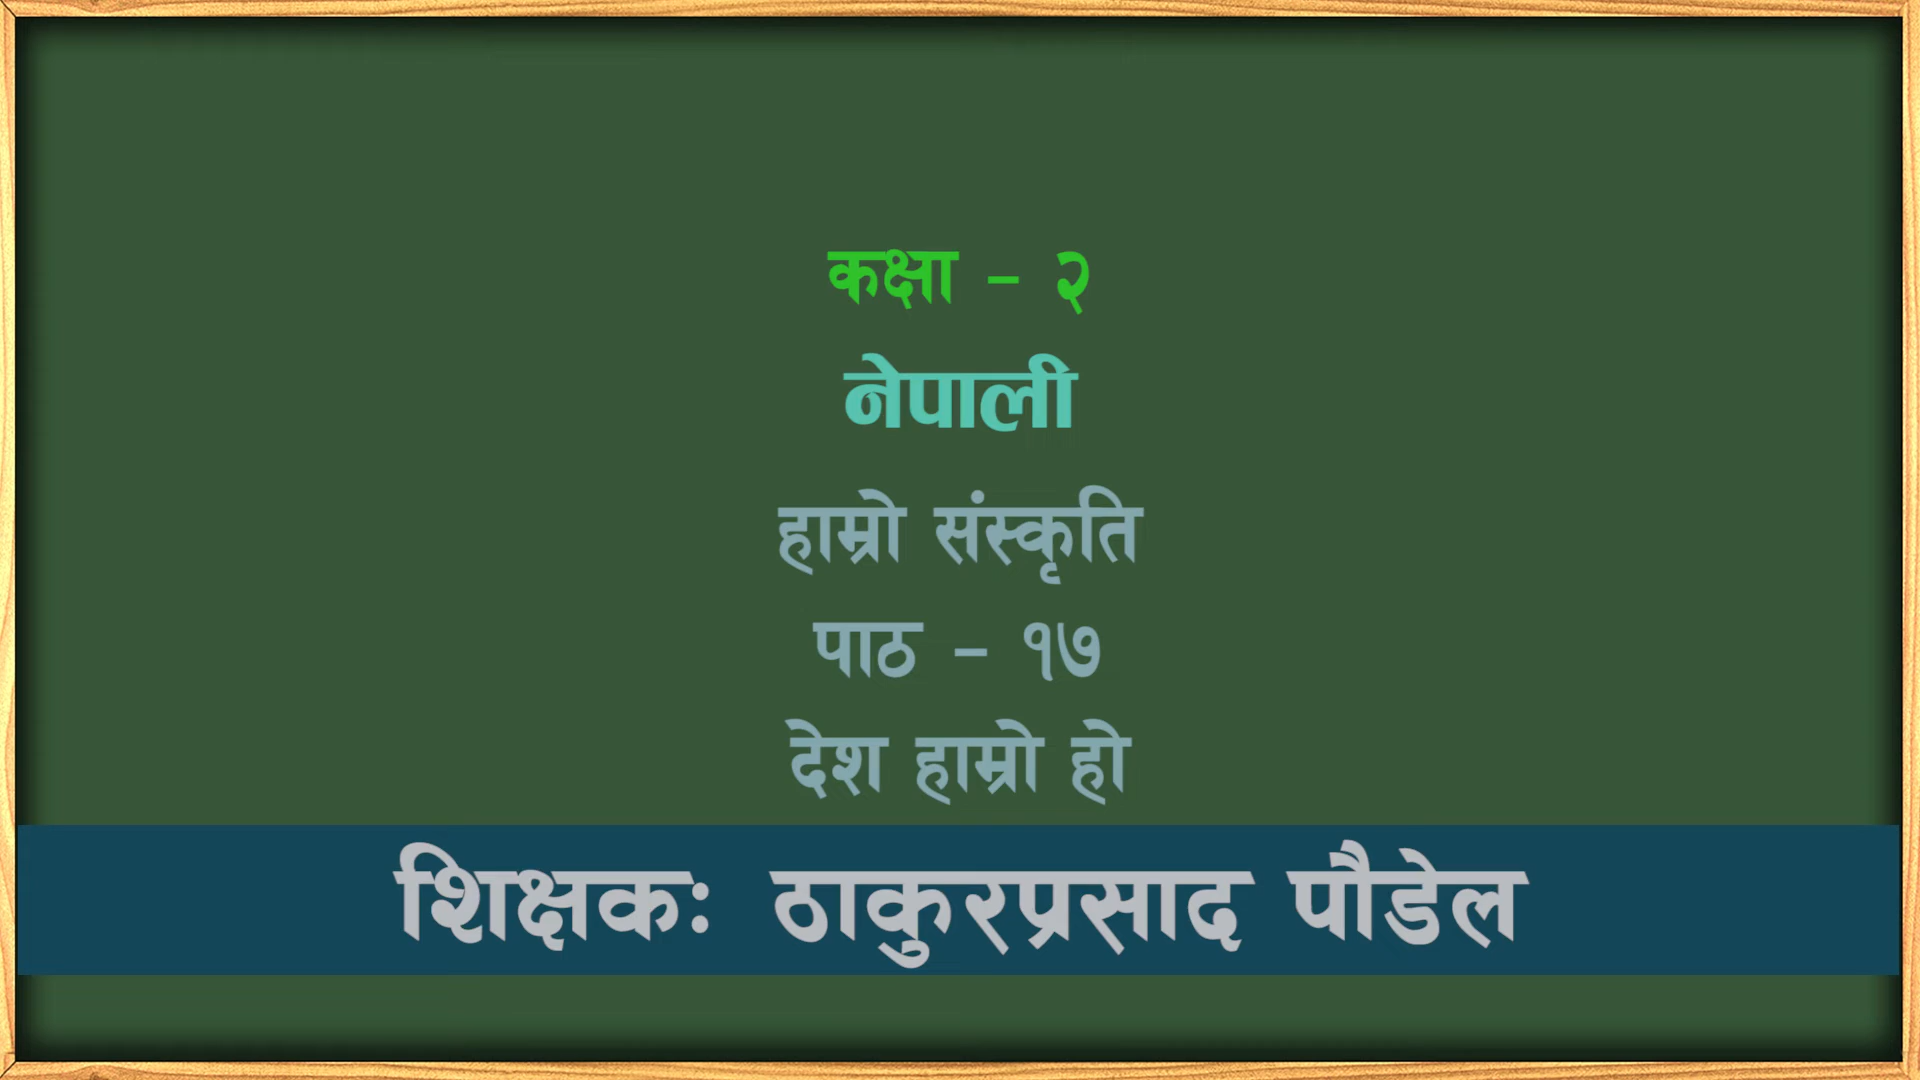 कक्षा – २
नेपाली
हाम्रो संस्कृति
पाठ – १७
देश हाम्रो हो
शिक्षकः ठाकुरप्रसाद पौडेल